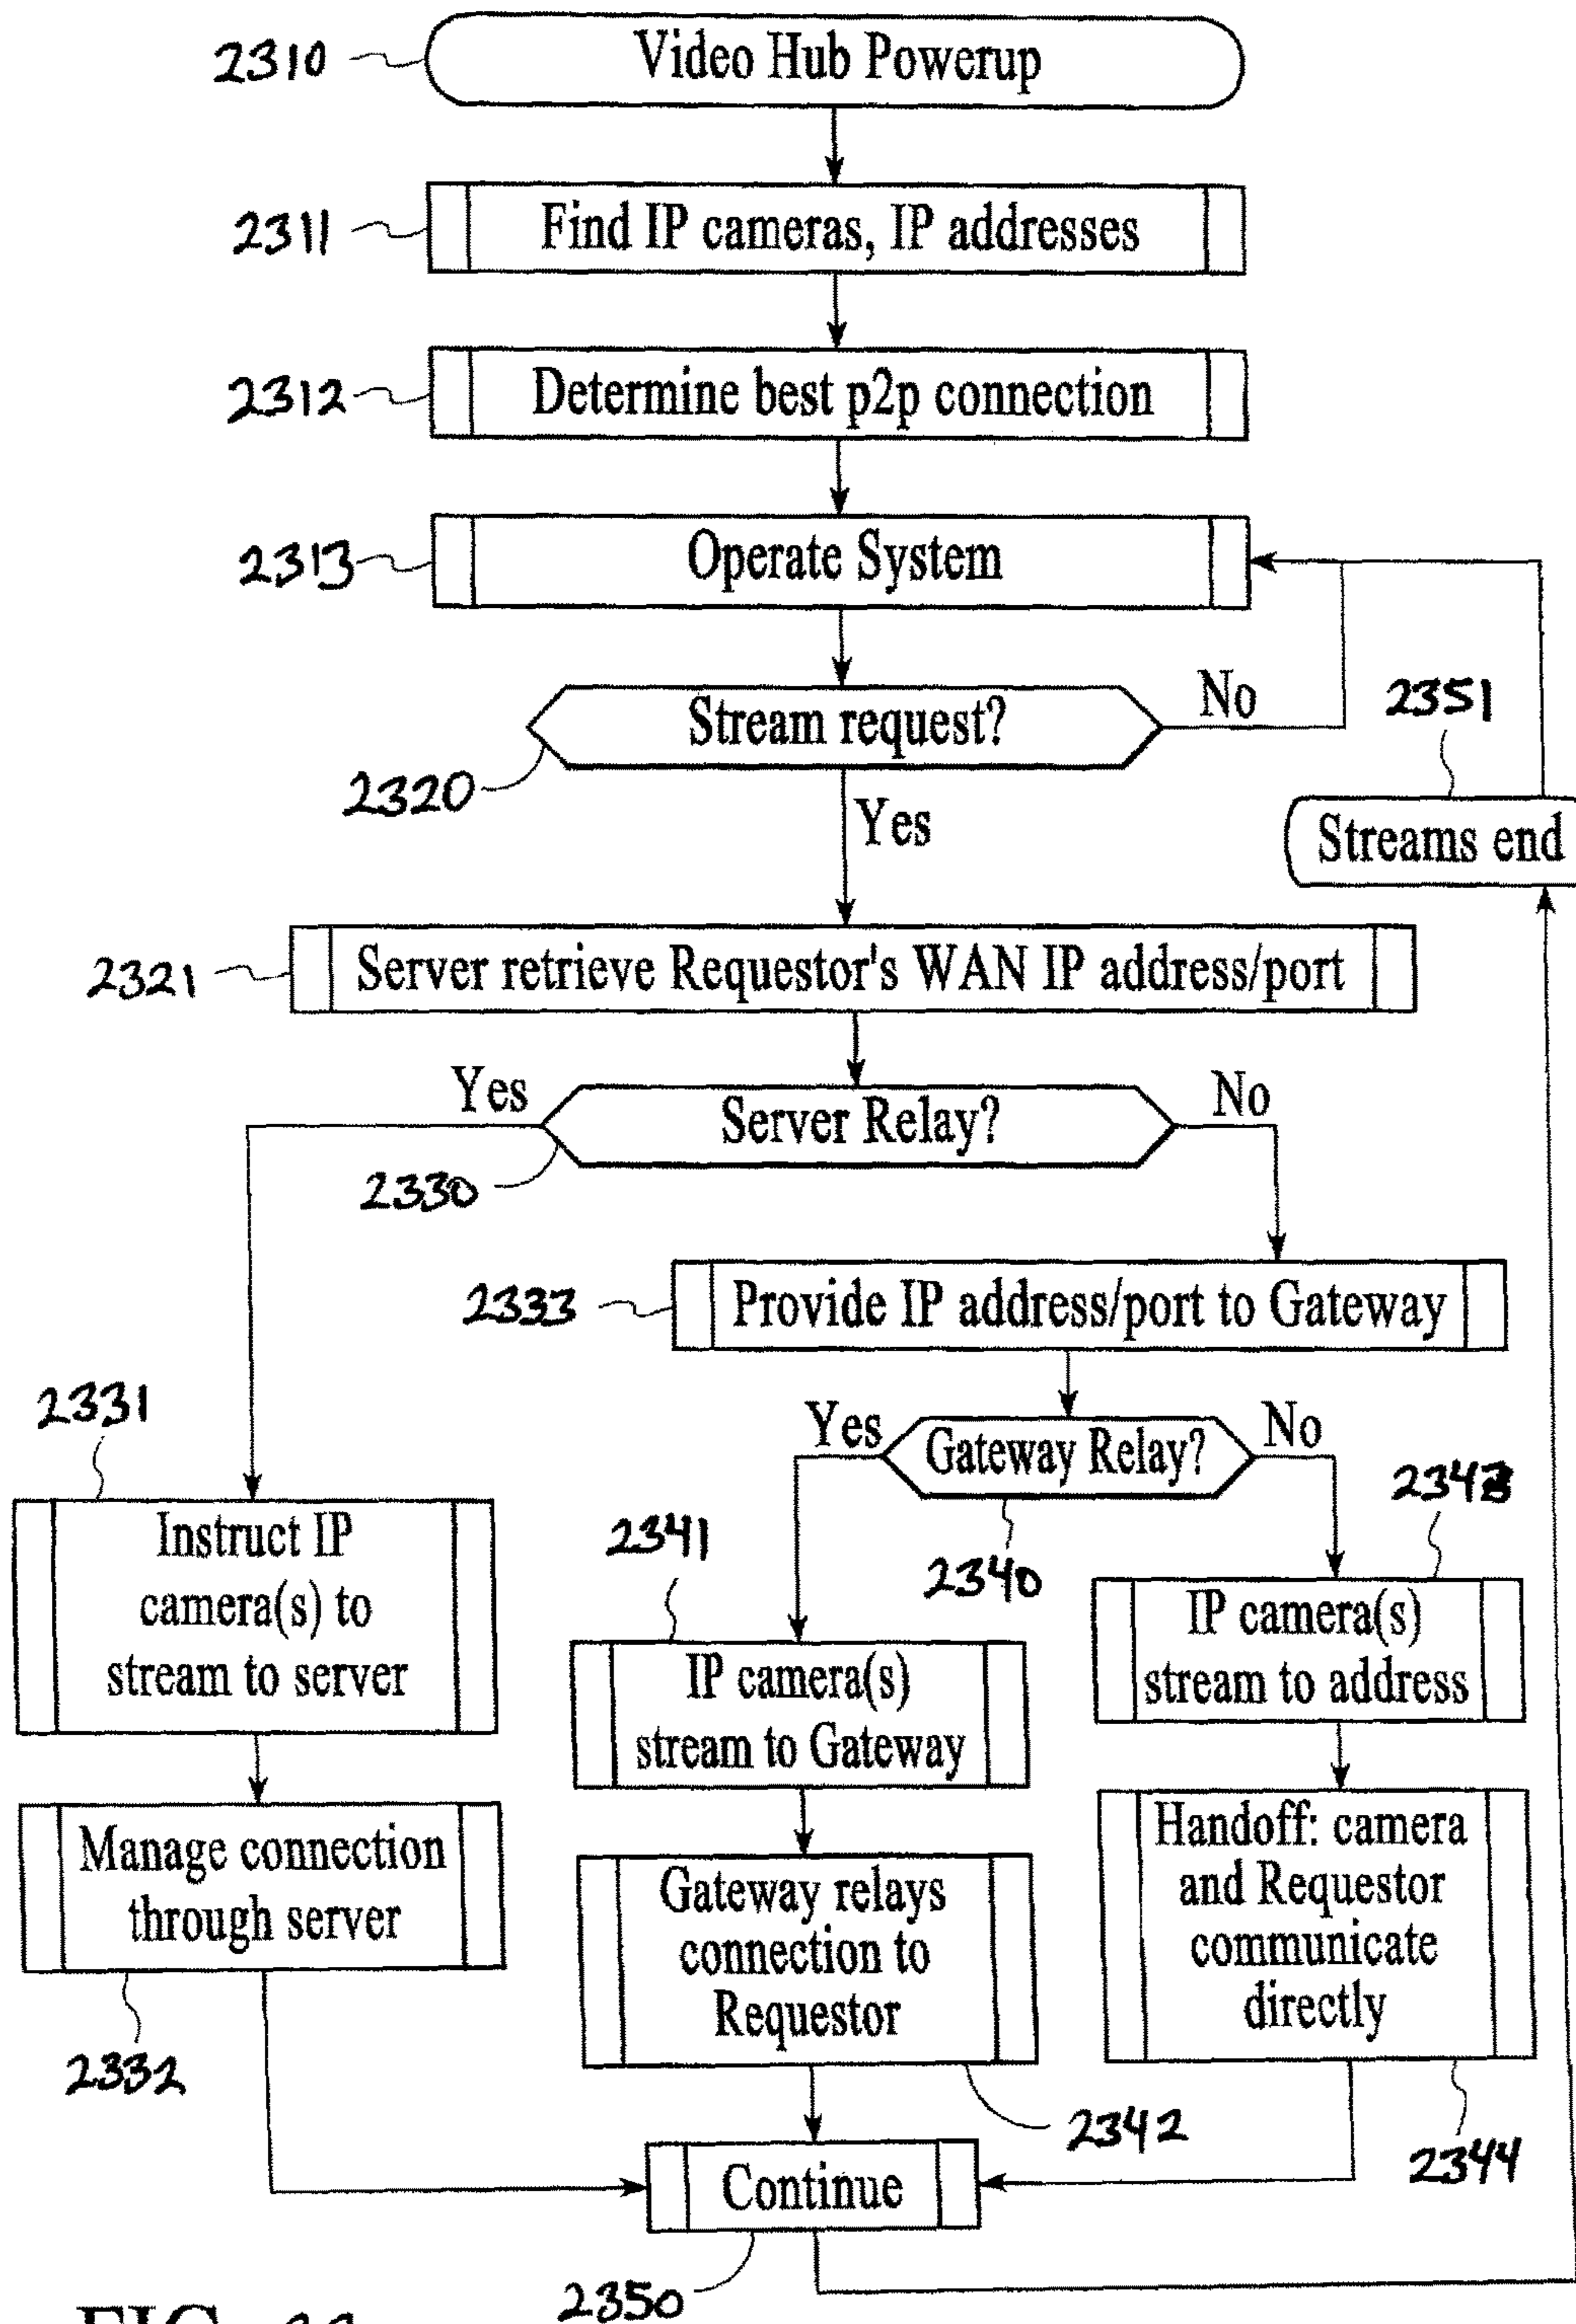 2310
Video Hub Powerup
2311
Find IP cameras, IP addresses
2312
Determine best p2p connection
2313
Operate System
Stream request?
No
2351
2320
Yes
Streams end
2321
Server retrieve Requestor's WAN IP address/port
Yes
Server Relay?
No
2330
2333
Provide IP address/port to Gateway
2331
Yes
Gateway Relay?
No
2343
Instruct IP
camera(s) to
stream to server
2341
2340
IP camera(s)
stream to Gateway
IP camera(s)
stream to address
Manage connection
through server
Gateway relays
connection to
Requestor
Handoff: camera
and Requestor
communicate
directly
2332
2342
2344
Continue
2350